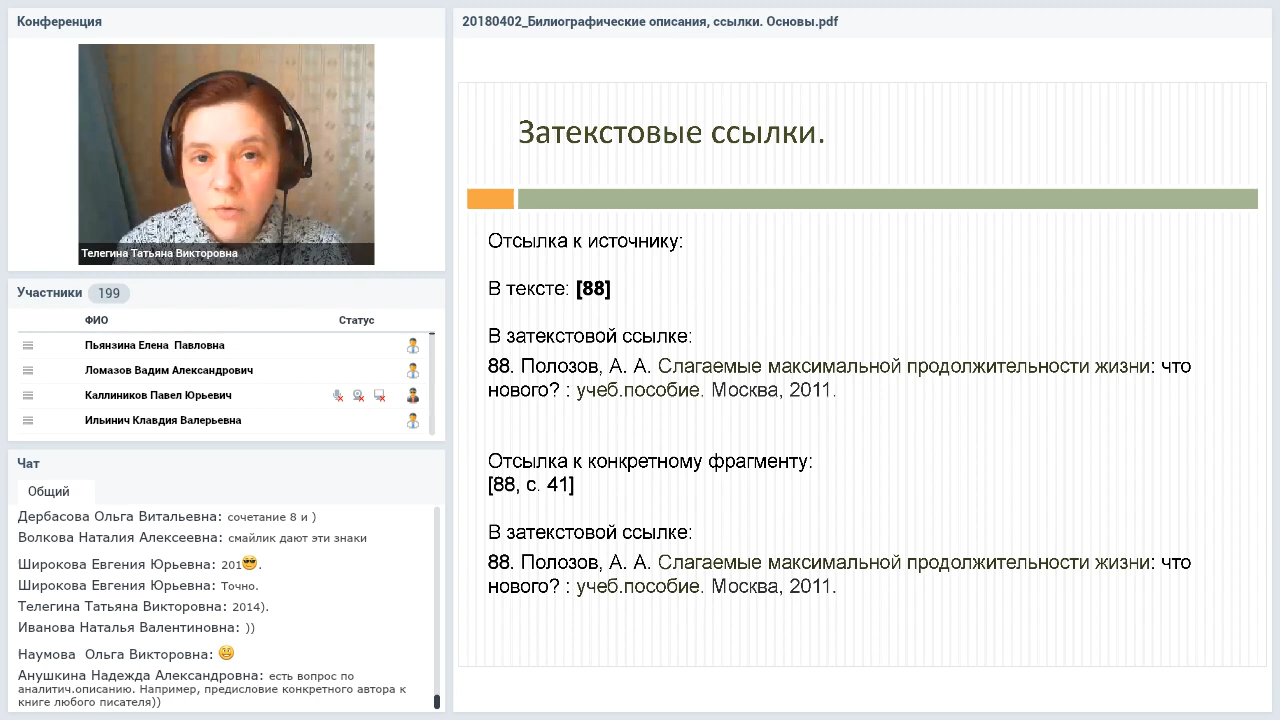 Конференция
Телегина Татьяна Викторовна
Участники 199
ФИО Статус
Пьянзина Елена Павловна
Ломазов Вадим Александрович
Каллиников Павел Юрьевич
Ильинич Клавдия Валерьевна
Чат
Общий
Дербасова Ольга Витальевна: сочетание 8 и )
Волкова Наталия Алексеевна: смайлик дают эти знаки
Широкова Евгения Юрьевна: 201😎.
Широкова Евгения Юрьевна: Точно.
Телегина Татьяна Викторовна: 2014).
Иванова Наталья Валентиновна: ))
Наумова Ольга Викторовна:
Анушкина Надежда Александровна: есть вопрос по
аналитич.описанию. Например, предисловие конкретного автора к
книге любого писателя))
20180402_Билиографические описания, ссылки. Основы.pdf
Затекстовые ссылки.
Отсылка к источнику:
В тексте: [88]
В затекстовой ссылке:
88. Полозов, А. А. Слагаемые максимальной продолжительности жизни: что
нового? : учеб.пособие. Москва, 2011.
Отсылка к конкретному фрагменту:
[88, с. 41]
В затекстовой ссылке:
88. Полозов, А. А. Слагаемые максимальной продолжительности жизни: что
нового? : учеб.пособие. Москва, 2011.